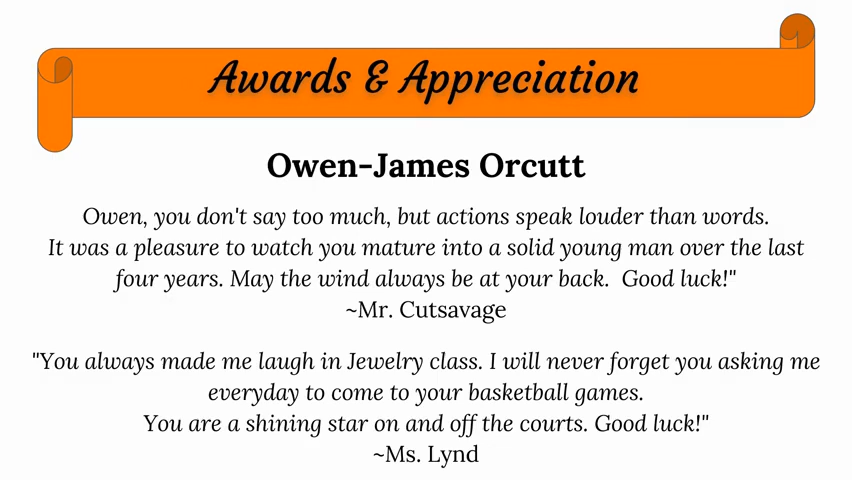 Awards & Appreciation
Owen-James Orcutt
Owen, you don't say too much, but actions speak louder than words.
It was a pleasure to watch you mature into a solid young man over the last
four years. May the wind always be at your back.  Good luck!"
~Mr. Cutsavage
"You always made me laugh in Jewelry class. I will never forget you asking me
everyday to come to your basketball games.
You are a shining star on and off the courts. Good luck!"
~Ms. Lynd